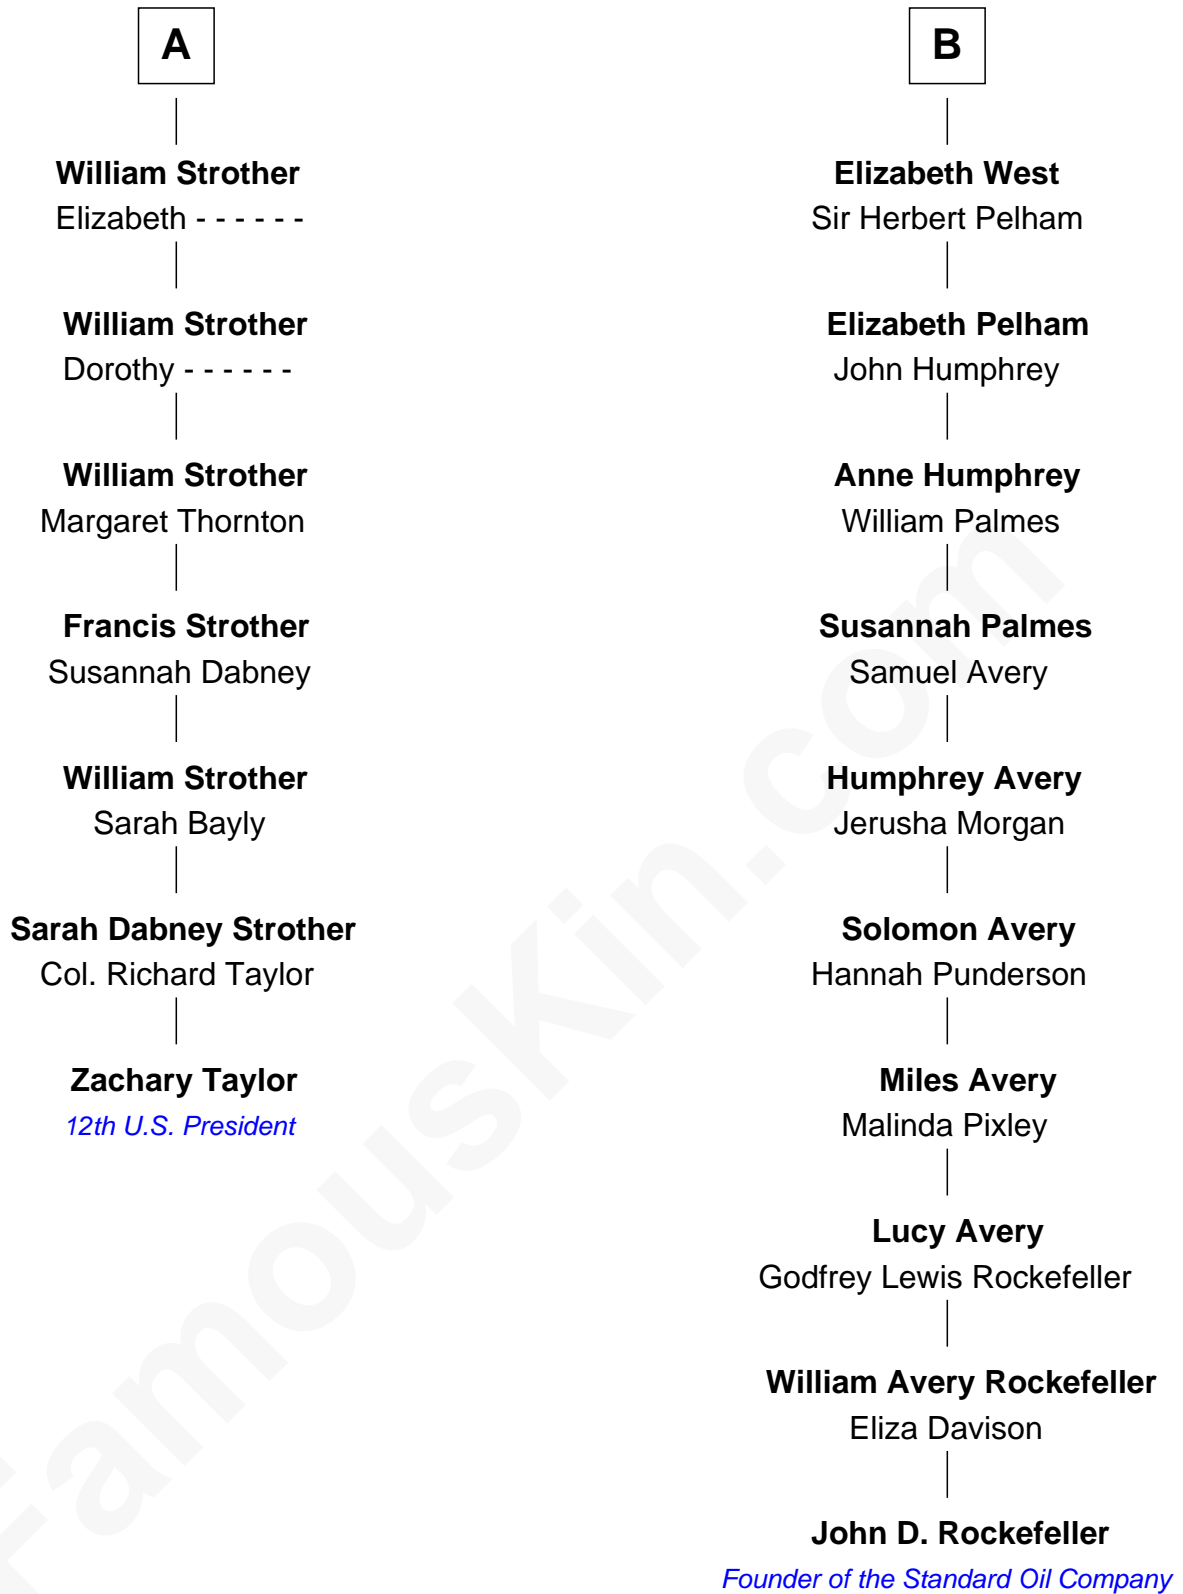 A
William Strother
Elizabeth - - - - - -
William Strother
Dorothy - - - - - -
William Strother
Margaret Thornton
Francis Strother
Susannah Dabney
William Strother
Sarah Bayly
Sarah Dabney Strother
Col. Richard Taylor
Zachary Taylor
12th U.S. President
B
Elizabeth West
Sir Herbert Pelham
Elizabeth Pelham
John Humphrey
Anne Humphrey
William Palmes
Susannah Palmes
Samuel Avery
Humphrey Avery
Jerusha Morgan
Solomon Avery
Hannah Punderson
Miles Avery
Malinda Pixley
Lucy Avery
Godfrey Lewis Rockefeller
William Avery Rockefeller
Eliza Davison
John D. Rockefeller
Founder of the Standard Oil Company
FamousKin.com